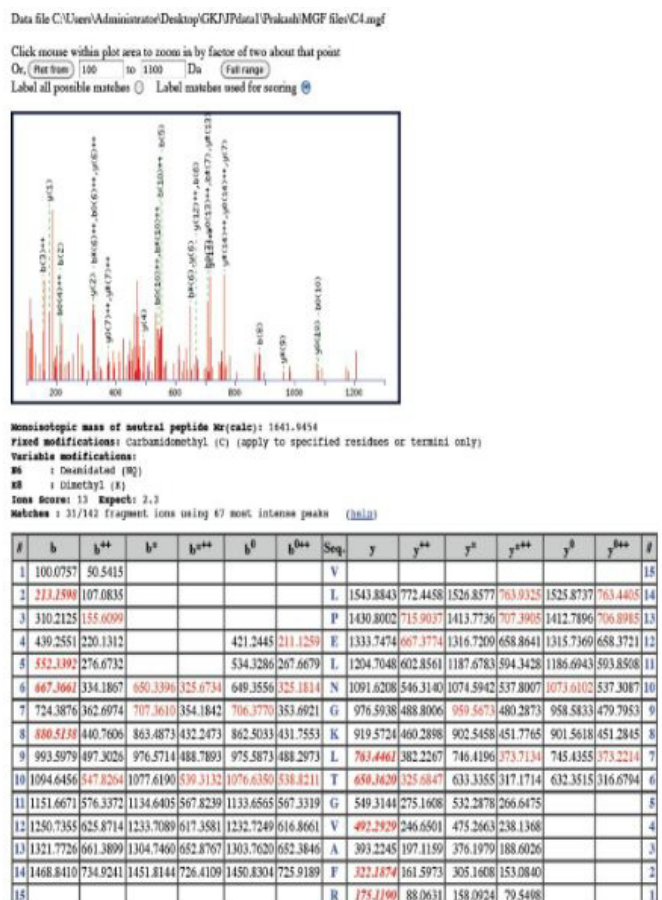 Data file C:\Users\Administrator\Desktop\GKJ\JPdata1\Prakash\MGF files\C4.mgf
Click mouse within plot area to zoom in by factor of two about that point
Or, Plot from 100 to 1300 Da Full range
Label all possible matches Label matches used for scoring
b(3)++
y(1)
b0(4)++ b(2)
y(2)
y0(7)++, y*(7)++
y(4)
b(5)
b*(6), y(6)
y(12)++, b(6)
b(8)
y*(9)
y0(10) b0(10)
200 400 600 800 1000 1200
Monoisotopic mass of neutral peptide Mr(calc): 1641.9454
Fixed modifications: Carbamidomethyl (C) (apply to specified residues or termini only)
Variable modifications:
N6 : Deamidated (NQ)
K8 : Dimethyl (K)
Ions Score: 13 Expect: 2.3
Matches : 31/142 fragment ions using 67 most intense peaks (help)
# b b++ b* b*++ b0 b0++ Seq. y y++ y* y*++ y0 y0++ #
1 100.0757 50.5415 V 15
2 213.1598 107.0835 L 1543.8843 772.4458 1526.8577 763.9325 1525.8737 763.4405 14
3 310.2125 155.6099 P 1430.8002 715.9037 1413.7736 707.3905 1412.7896 706.8985 13
4 439.2551 220.1312 421.2445 211.1259 E 1333.7474 667.3774 1316.7209 658.8641 1315.7369 658.3721 12
5 552.3392 276.6732 534.3286 267.6679 L 1204.7048 602.8561 1187.6783 594.3428 1186.6943 593.8508 11
6 667.3661 334.1867 650.3396 325.6734 649.3556 325.1814 N 1091.6208 546.3140 1074.5942 537.8007 1073.6102 537.3087 10
7 724.3876 362.6974 707.3610 354.1842 706.3770 353.6921 G 976.5938 488.8006 959.5673 480.2873 958.5833 479.7953 9
8 880.5138 440.7606 863.4873 432.2473 862.5033 431.7553 K 919.5724 460.2898 902.5458 451.7765 901.5618 451.2845 8
9 993.5979 497.3026 976.5714 488.7893 975.5873 488.2973 L 763.4461 382.2267 746.4196 373.7134 745.4355 373.2214 7
10 1094.6456 547.8264 1077.6190 539.3132 1076.6350 538.8211 T 650.3620 325.6847 633.3355 317.1714 632.3515 316.6794 6
11 1151.6671 576.3372 1134.6405 567.8239 1133.6565 567.3319 G 549.3144 275.1608 532.2878 266.6475 5
12 1250.7355 625.8714 1233.7089 617.3581 1232.7249 616.8661 V 492.2929 246.6501 475.2663 238.1368 4
13 1321.7726 661.3899 1304.7460 652.8767 1303.7620 652.3846 A 393.2245 197.1159 376.1979 188.6026 3
14 1468.8410 734.9241 1451.8144 726.4109 1450.8304 725.9189 F 322.1874 161.5973 305.1608 153.0840 2
15 R 175.1190 88.0631 158.0924 79.5498 1